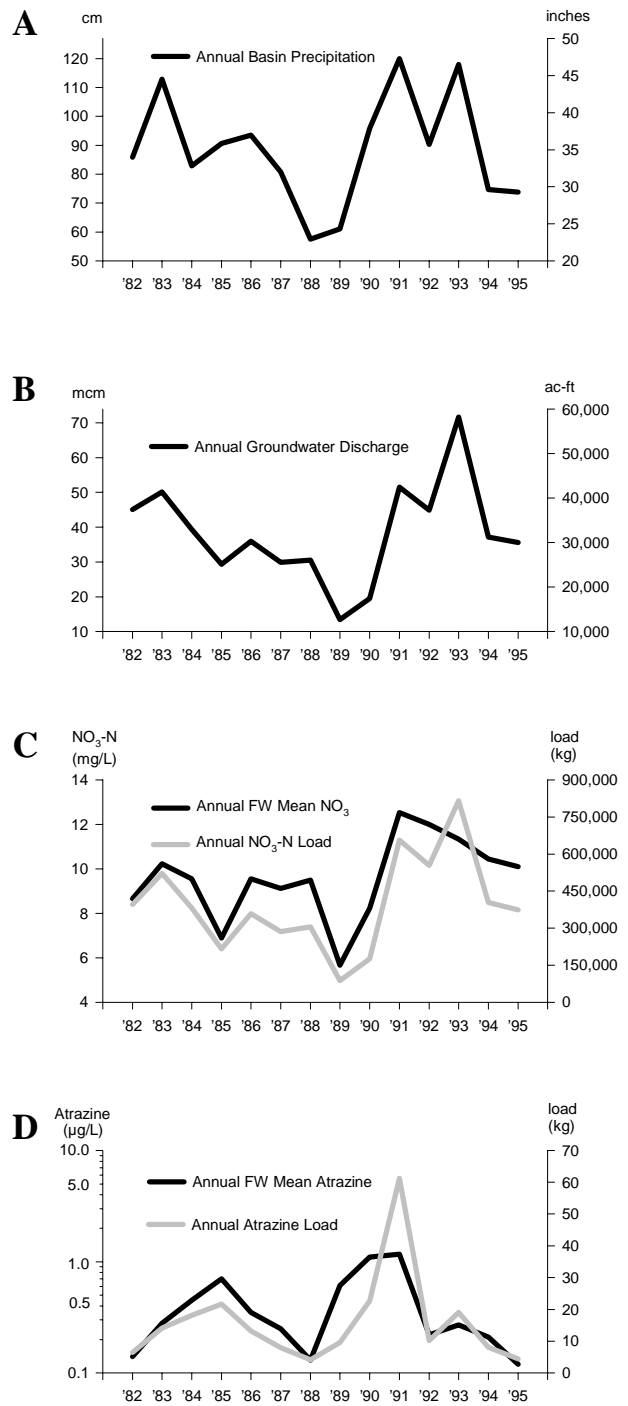 A
cm
inches
Annual Basin Precipitation
120
110
100
90
80
70
60
50
50
45
40
35
30
25
20
'82 '83 '84 '85 '86 '87 '88 '89 '90 '91 '92 '93 '94 '95
B
mcm
ac-ft
Annual Groundwater Discharge
70
60
50
40
30
20
10
60,000
50,000
40,000
30,000
20,000
10,000
'82 '83 '84 '85 '86 '87 '88 '89 '90 '91 '92 '93 '94 '95
C
NO₃-N
(mg/L)
load
(kg)
Annual FW Mean NO₃
Annual NO₃-N Load
14
12
10
8
6
4
900,000
750,000
600,000
450,000
300,000
150,000
0
'82 '83 '84 '85 '86 '87 '88 '89 '90 '91 '92 '93 '94 '95
D
Atrazine
(µg/L)
load
(kg)
Annual FW Mean Atrazine
Annual Atrazine Load
10.0
5.0
1.0
0.5
0.1
70
60
50
40
30
20
10
0
'82 '83 '84 '85 '86 '87 '88 '89 '90 '91 '92 '93 '94 '95